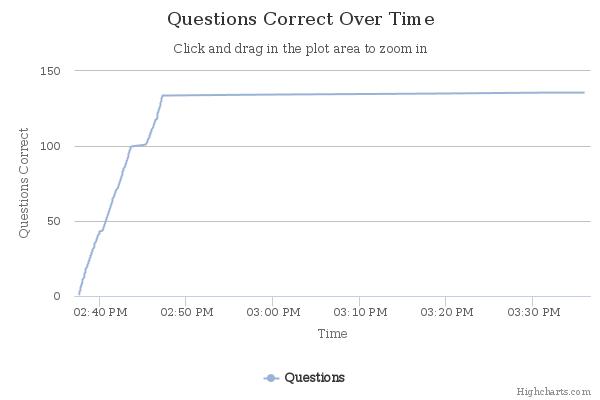 Questions Correct Over Time
Click and drag in the plot area to zoom in
Questions Correct
150
100
50
0
02:40 PM 02:50 PM 03:00 PM 03:10 PM 03:20 PM 03:30 PM
Time
Questions
Highcharts.com